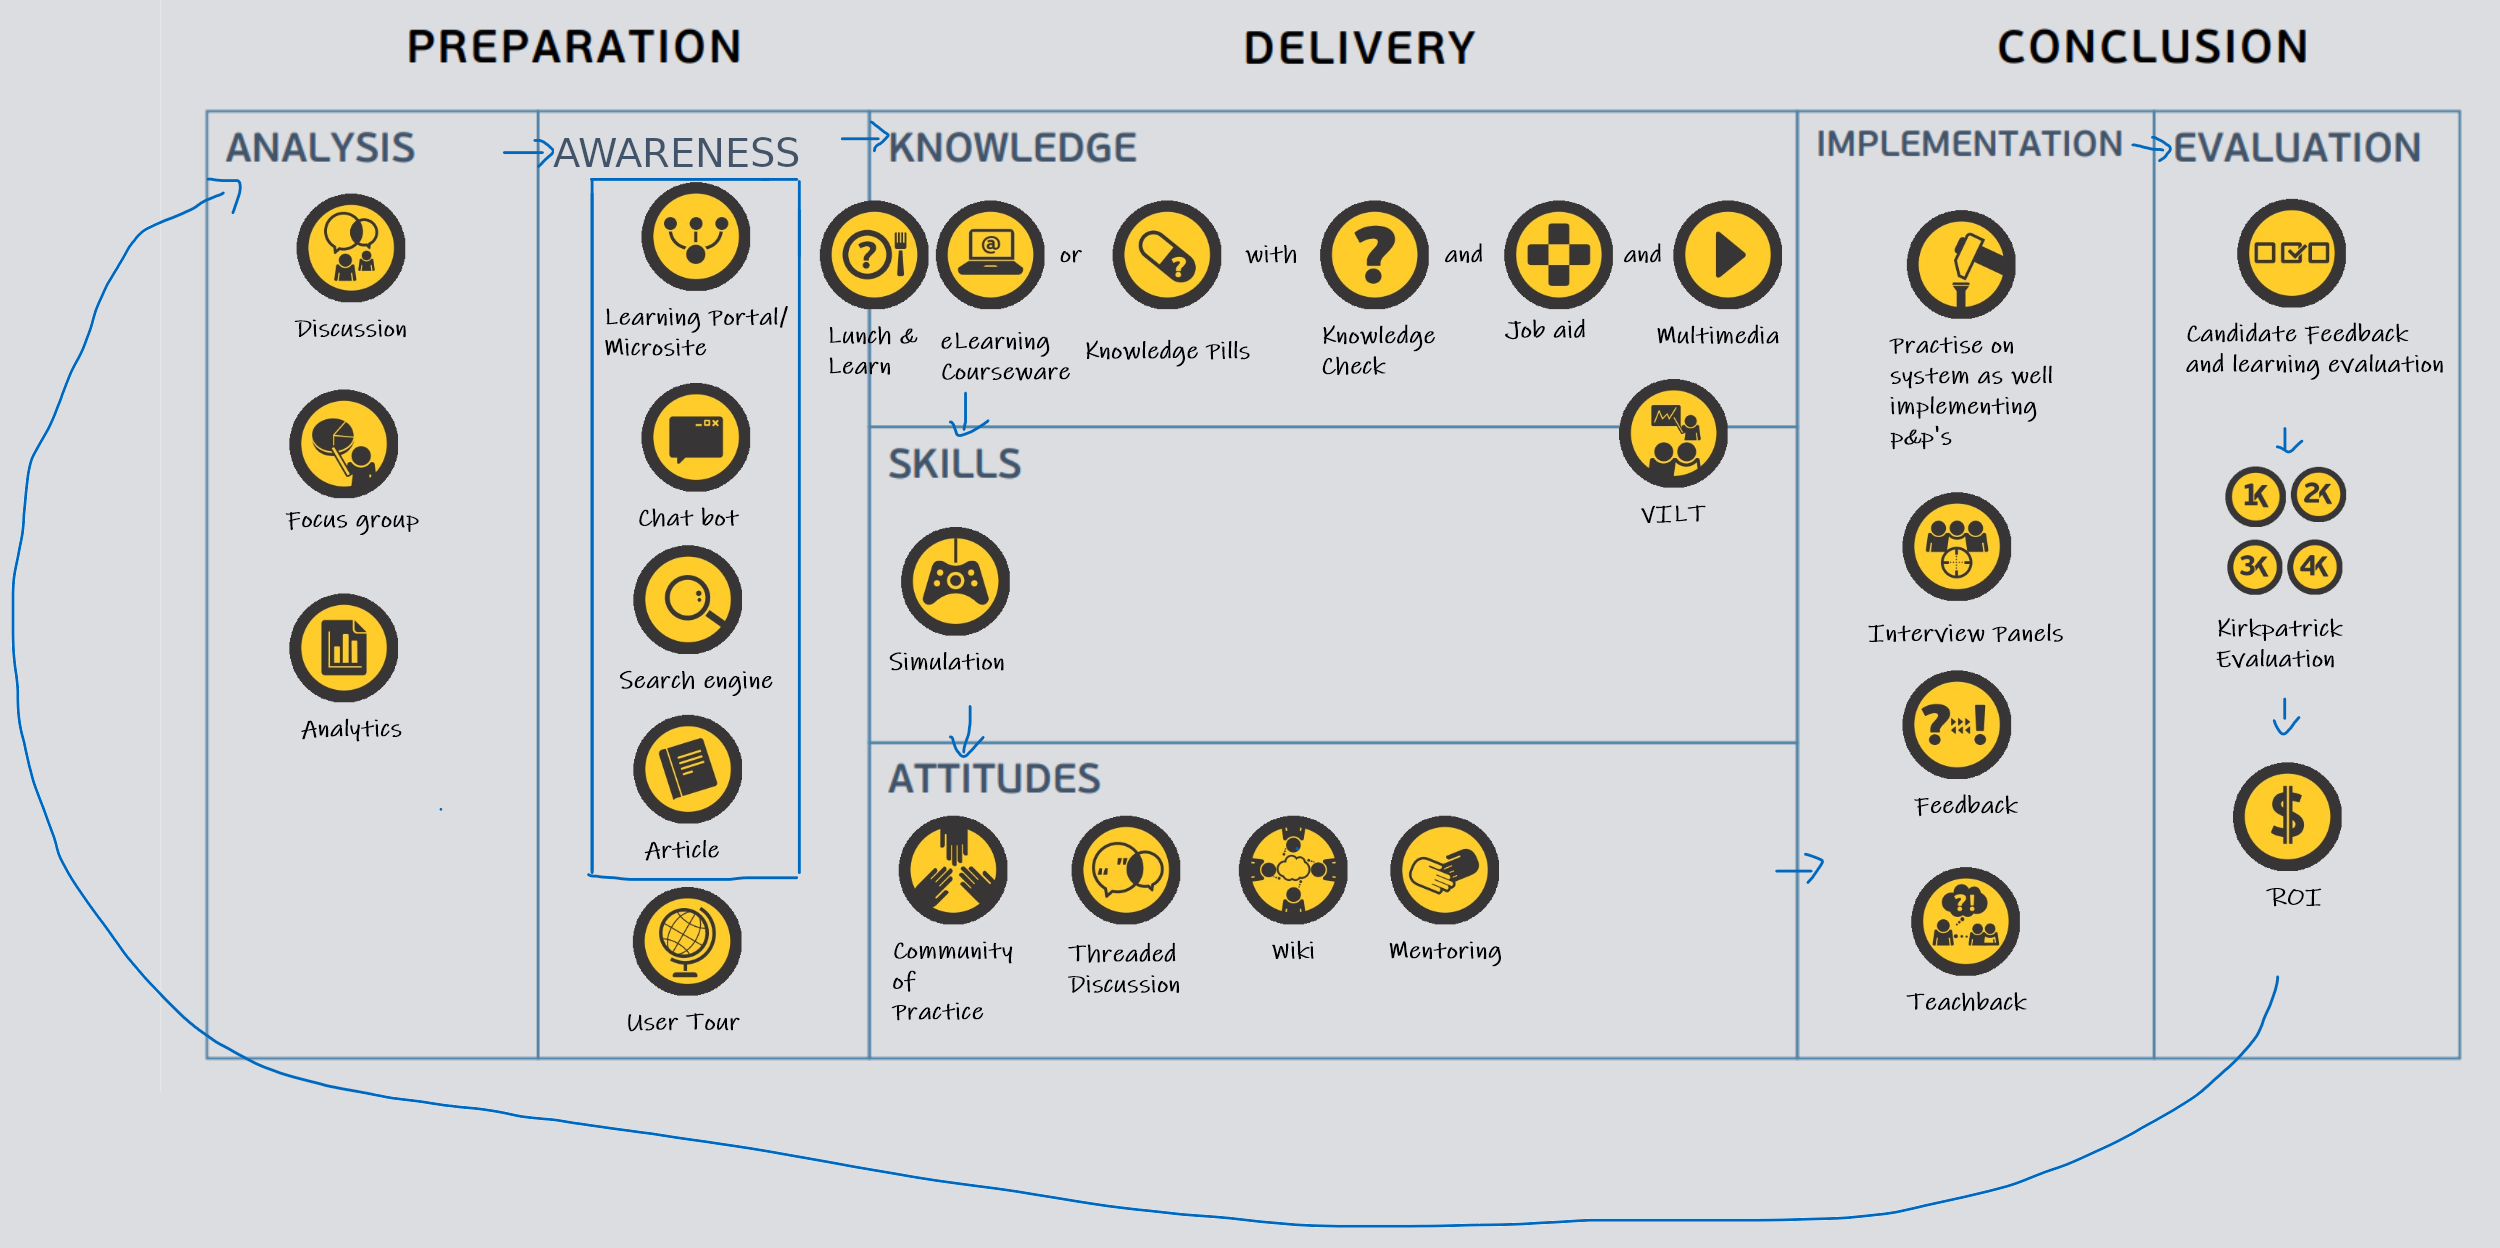 PREPARATION
DELIVERY
CONCLUSION
ANALYSIS
AWARENESS
KNOWLEDGE
IMPLEMENTATION
EVALUATION
Discussion
Focus group
Analytics
Learning Portal/
Microsite
Chat bot
Search engine
Article
User Tour
?
@
or
?
with
?
and
and
Lunch &
Learn
eLearning
Courseware
Knowledge Pills
Knowledge
Check
Job aid
Multimedia
SKILLS
VILT
Simulation
ATTITUDES
Community
of
Practice
Threaded
Discussion
Wiki
Mentoring
Practise on
system as well
implementing
p&p's
Interview Panels
? !
Feedback
?!
Teachback
Candidate Feedback
and learning evaluation
1K 2K
3K 4K
Kirkpatrick
Evaluation
$
ROI